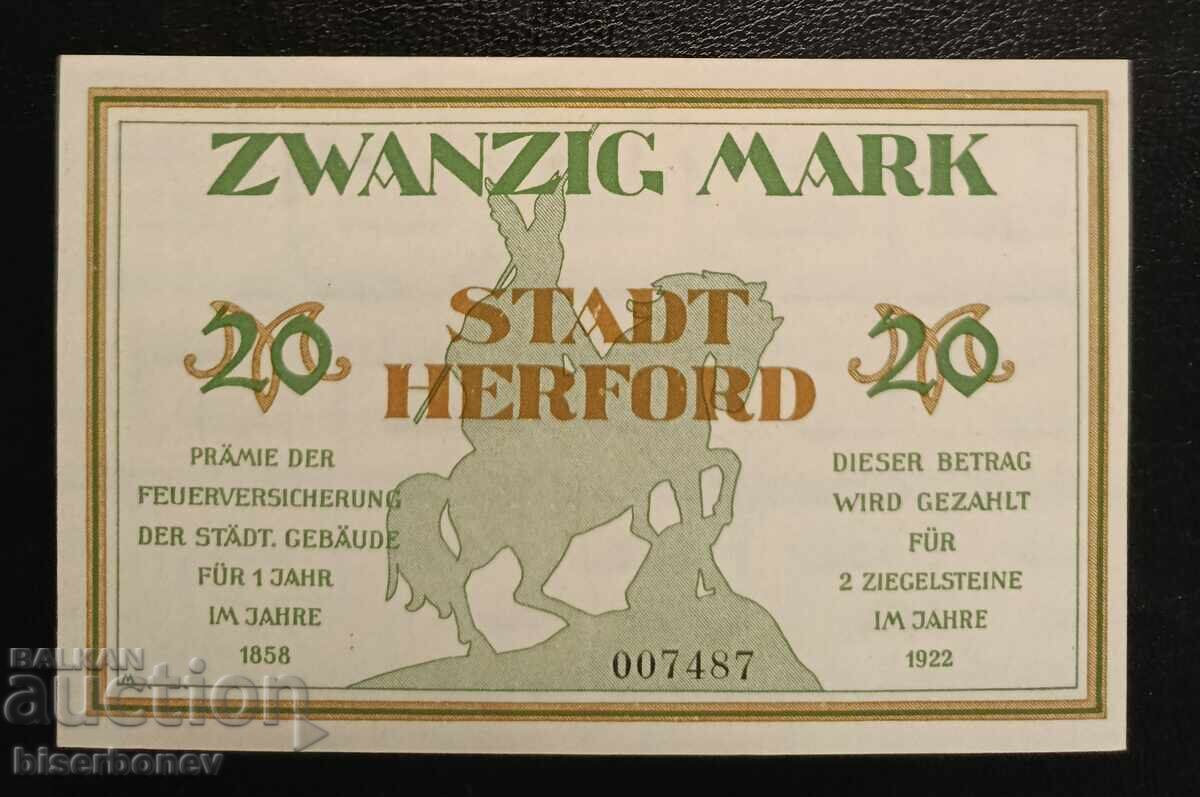 ZWANZIG MARK
STADT
HERFORD
20
20
PRÄMIE DER
FEUERVERSICHERUNG
DER STÄDT. GEBÄUDE
FÜR 1 JAHR
IM JAHRE
1858
DIESER BETRAG
WIRD GEZAHLT
FÜR
2 ZIEGELSTEINE
IM JAHRE
1922
007487
BALKAN
auction
biserbonev